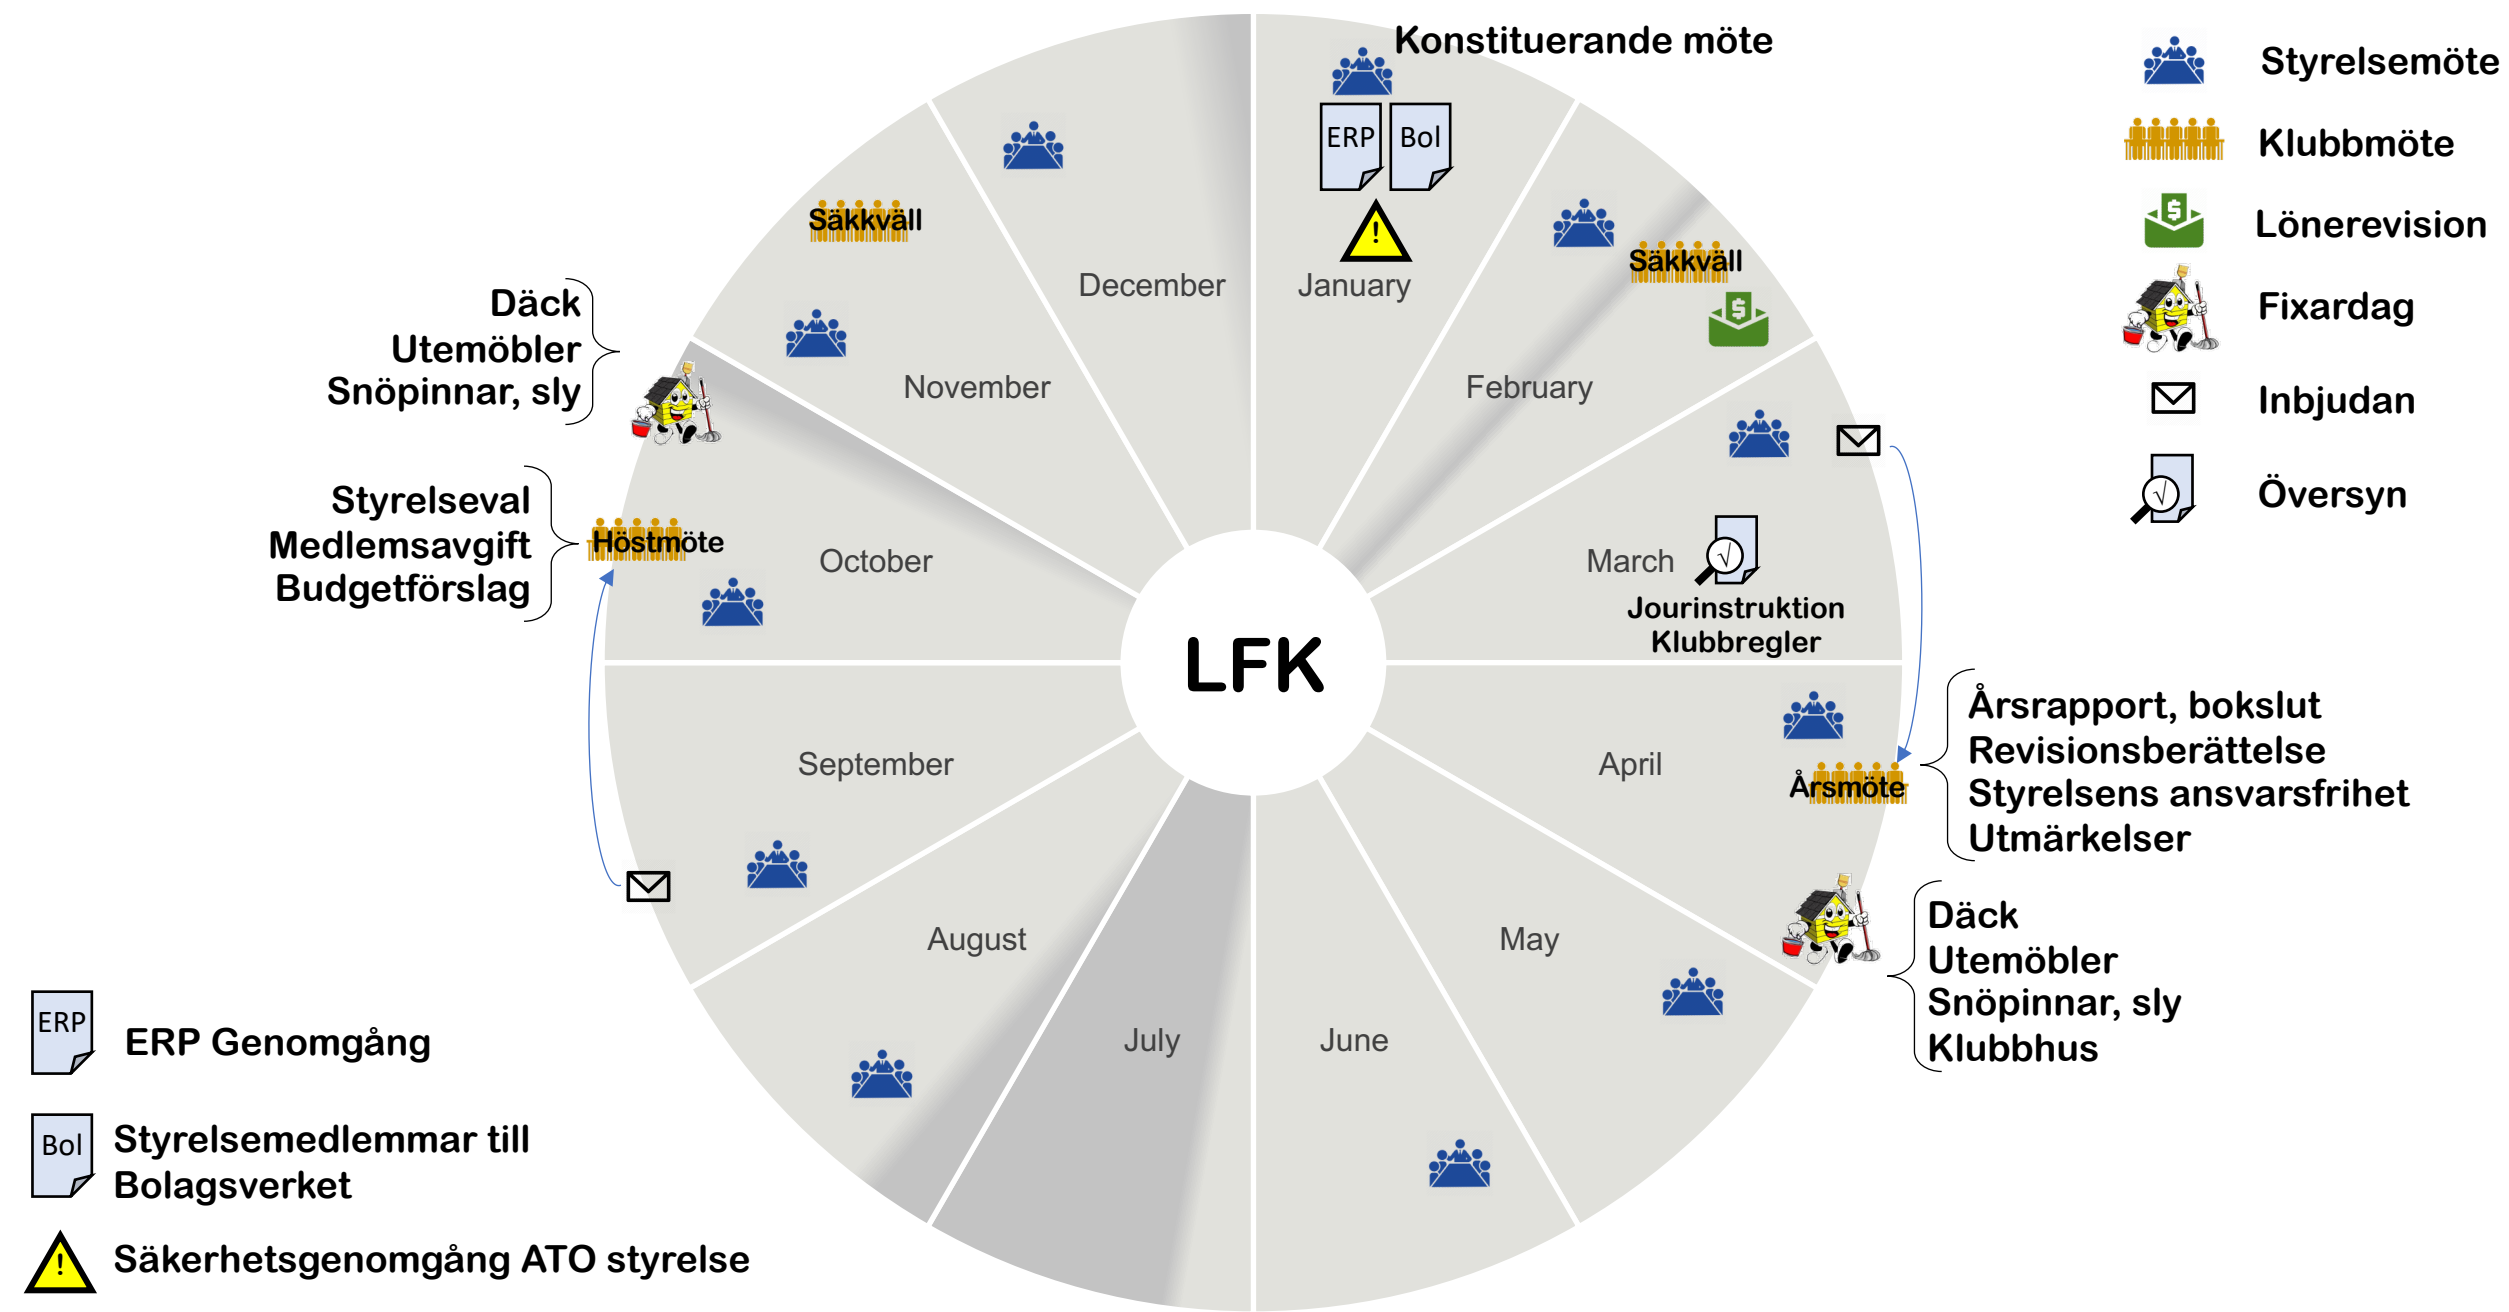 Konstituerande möte
ERP
Bol
!
January
Säkkväll
February
March
√
Jourinstruktion
Klubbregler
April
Årsmöte
Årsrapport, bokslut
Revisionsberättelse
Styrelsens ansvarsfrihet
Utmärkelser
Däck
Utemöbler
Snöpinnar, sly
Klubbhus
May
June
July
August
September
October
Höstmöte
Styrelseval
Medlemsavgift
Budgetförslag
Däck
Utemöbler
Snöpinnar, sly
November
Säkkväll
December
LFK
Styrelsemöte
Klubbmöte
$
Lönerevision
Fixardag
Inbjudan
√
Översyn
$
ERP
ERP Genomgång
Bol
Styrelsemedlemmar till
Bolagsverket
!
Säkerhetsgenomgång ATO styrelse